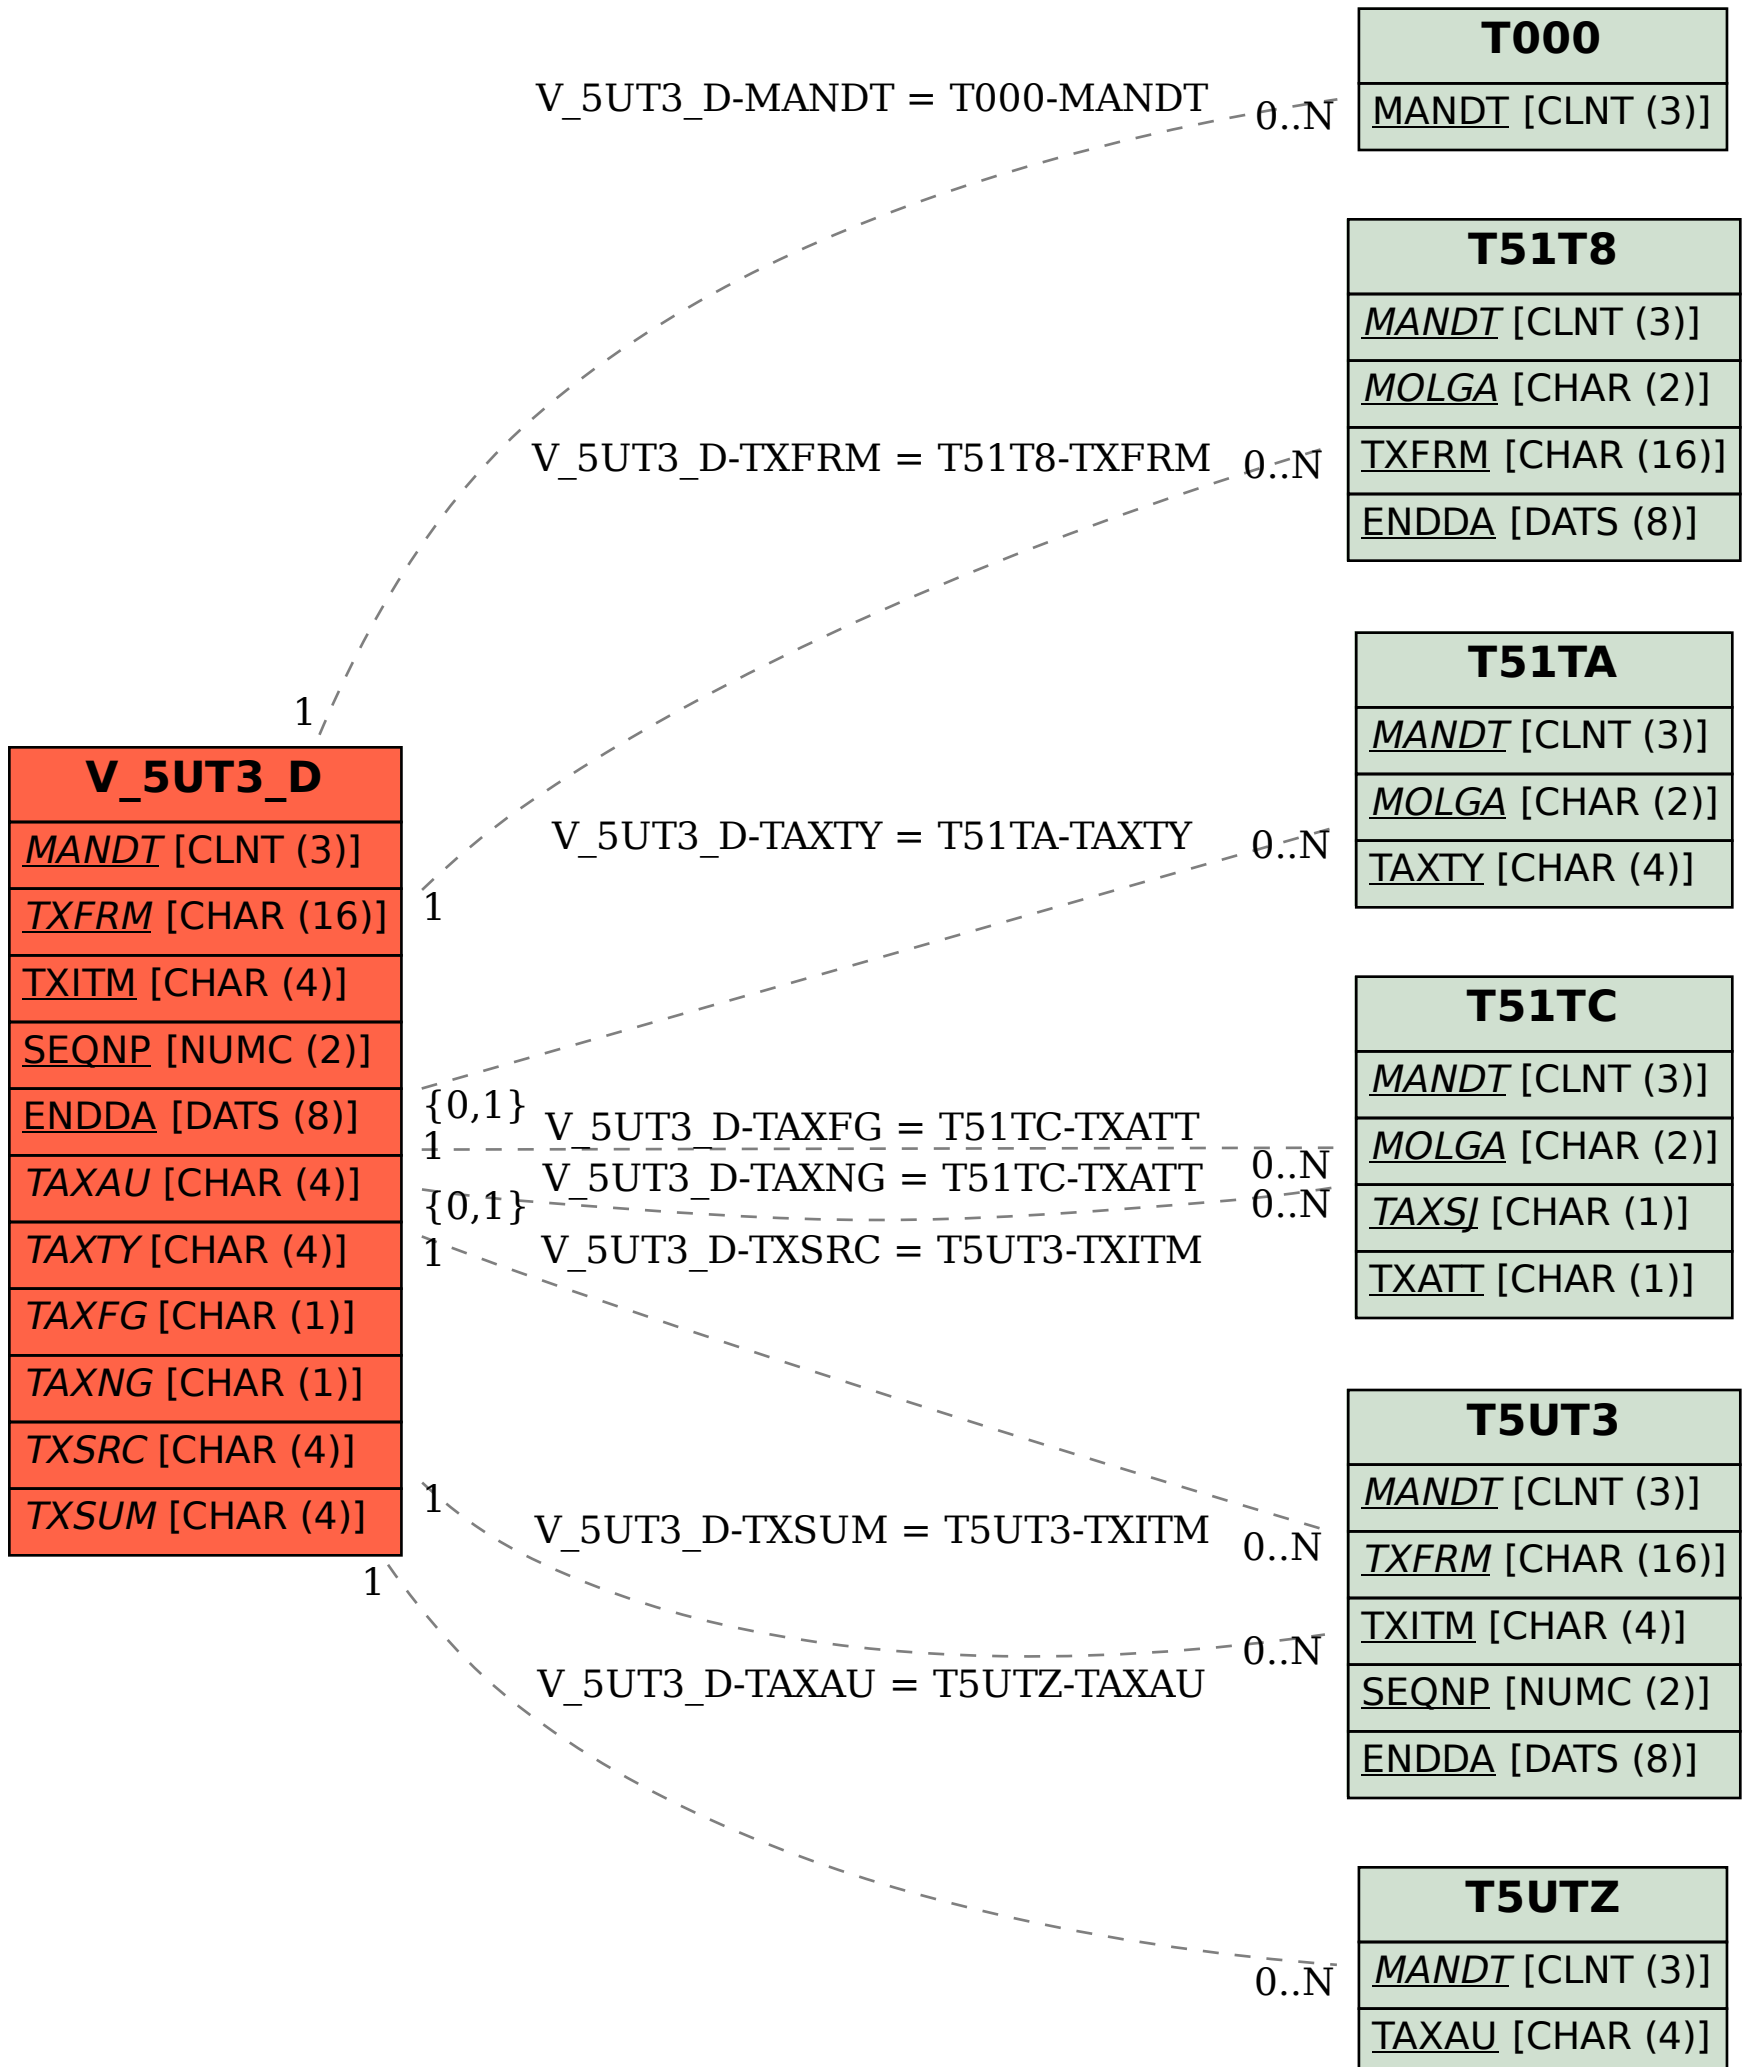 T000
MANDT [CLNT (3)]
V_5UT3_D-MANDT = T000-MANDT
0..N
1
T51T8
MANDT [CLNT (3)]
MOLGA [CHAR (2)]
TXFRM [CHAR (16)]
ENDDA [DATS (8)]
V_5UT3_D-TXFRM = T51T8-TXFRM
0..N
1
T51TA
MANDT [CLNT (3)]
MOLGA [CHAR (2)]
TAXTY [CHAR (4)]
V_5UT3_D-TAXTY = T51TA-TAXTY
0..N
{0,1}
V_5UT3_D
MANDT [CLNT (3)]
TXFRM [CHAR (16)]
TXITM [CHAR (4)]
SEQNP [NUMC (2)]
ENDDA [DATS (8)]
TAXAU [CHAR (4)]
TAXTY [CHAR (4)]
TAXFG [CHAR (1)]
TAXNG [CHAR (1)]
TXSRC [CHAR (4)]
TXSUM [CHAR (4)]
T51TC
MANDT [CLNT (3)]
MOLGA [CHAR (2)]
TAXSJ [CHAR (1)]
TXATT [CHAR (1)]
V_5UT3_D-TAXFG = T51TC-TXATT
1
0..N
V_5UT3_D-TAXNG = T51TC-TXATT
{0,1}
0..N
V_5UT3_D-TXSRC = T5UT3-TXITM
1
0..N
T5UT3
MANDT [CLNT (3)]
TXFRM [CHAR (16)]
TXITM [CHAR (4)]
SEQNP [NUMC (2)]
ENDDA [DATS (8)]
V_5UT3_D-TXSUM = T5UT3-TXITM
1
0..N
V_5UT3_D-TAXAU = T5UTZ-TAXAU
1
0..N
T5UTZ
MANDT [CLNT (3)]
TAXAU [CHAR (4)]